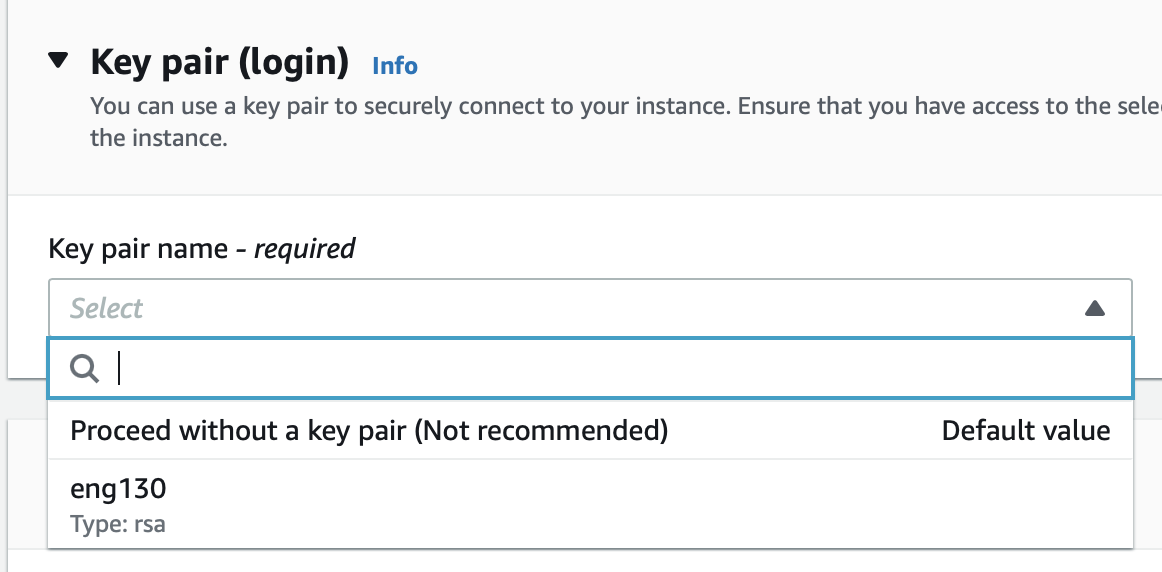 Key pair (login) Info
You can use a key pair to securely connect to your instance. Ensure that you have access to the
the instance.
Key pair name - required
Select
Proceed without a key pair (Not recommended) Default value
eng130
Type: rsa